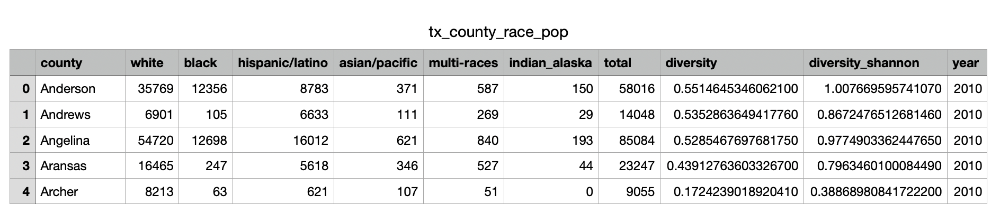 tx_county_race_pop
county white black hispanic/latino asian/pacific multi-races indian_alaska total diversity diversity_shannon year
0 Anderson 35769 12356 8783 371 587 150 58016 0.5514645346062100 1.007669595741070 2010
1 Andrews 6901 105 6633 111 269 29 14048 0.5352863649417760 0.8672476512681460 2010
2 Angelina 54720 12698 16012 621 840 193 85084 0.5285467697681750 0.9774903362447650 2010
3 Aransas 16465 247 5618 346 527 44 23247 0.43912763603326700 0.7963460100084490 2010
4 Archer 8213 63 621 107 51 0 9055 0.1724239018920410 0.38868980841722200 2010